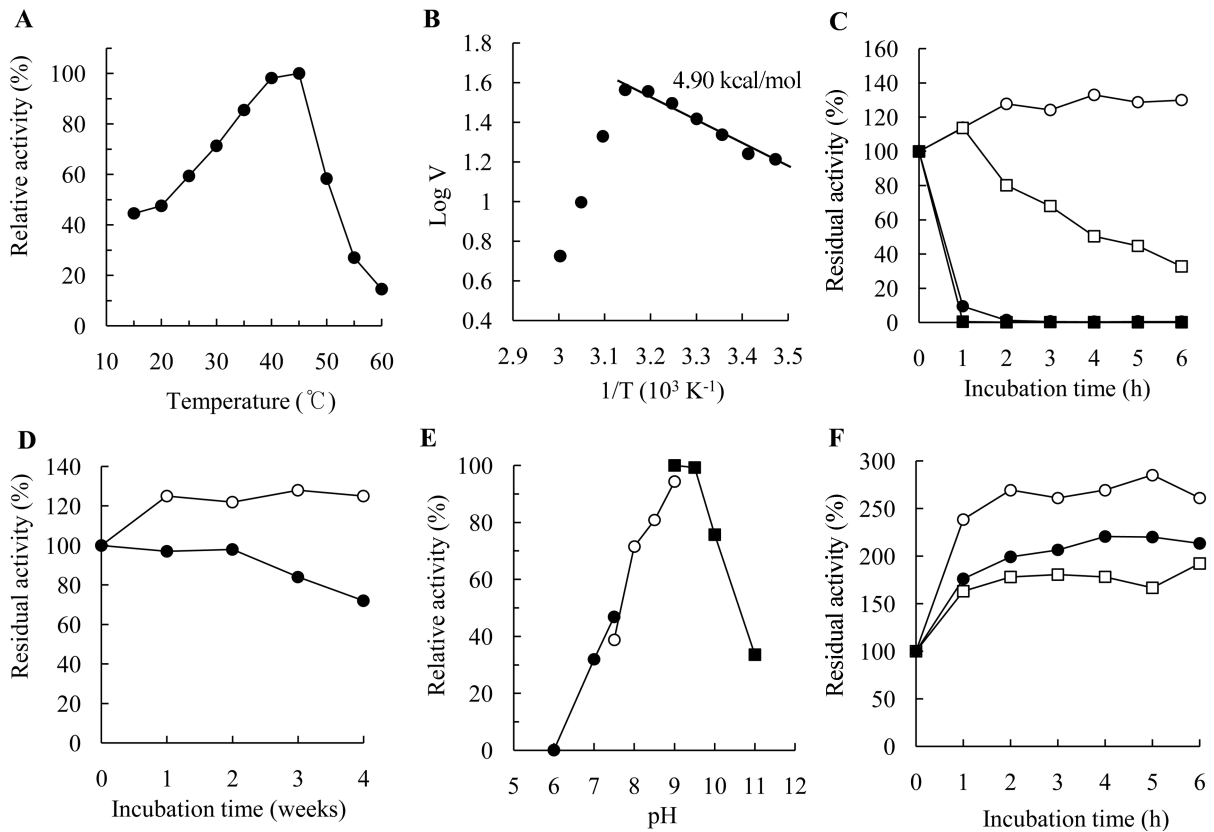 A
Relative activity (%)
100
80
60
40
20
0
10 20 30 40 50 60
Temperature (℃)
B
4.90 kcal/mol
Log V
1.8
1.6
1.4
1.2
1
0.8
0.6
0.4
2.9 3 3.1 3.2 3.3 3.4 3.5
1/T (10³ K⁻¹)
C
Residual activity (%)
160
140
120
100
80
60
40
20
0
0 1 2 3 4 5 6
Incubation time (h)
D
Residual activity (%)
140
120
100
80
60
40
20
0
0 1 2 3 4
Incubation time (weeks)
E
Relative activity (%)
100
80
60
40
20
0
5 6 7 8 9 10 11 12
pH
F
Residual activity (%)
300
250
200
150
100
50
0
0 1 2 3 4 5 6
Incubation time (h)